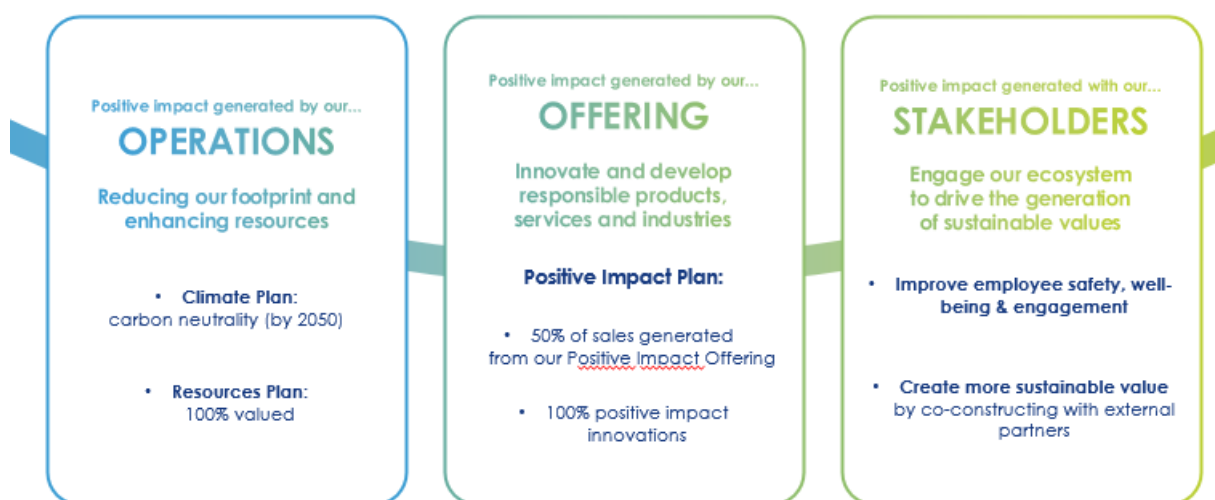 Positive impact generated by our...
OPERATIONS
Reducing our footprint and
enhancing resources
• Climate Plan:
carbon neutrality (by 2050)
• Resources Plan:
100% valued
Positive impact generated by our...
OFFERING
Innovate and develop
responsible products,
services and industries
Positive Impact Plan:
• 50% of sales generated
from our Positive Impact Offering
• 100% positive impact
innovations
Positive impact generated with our...
STAKEHOLDERS
Engage our ecosystem
to drive the generation
of sustainable values
• Improve employee safety, well-
being & engagement
• Create more sustainable value
by co-constructing with external
partners